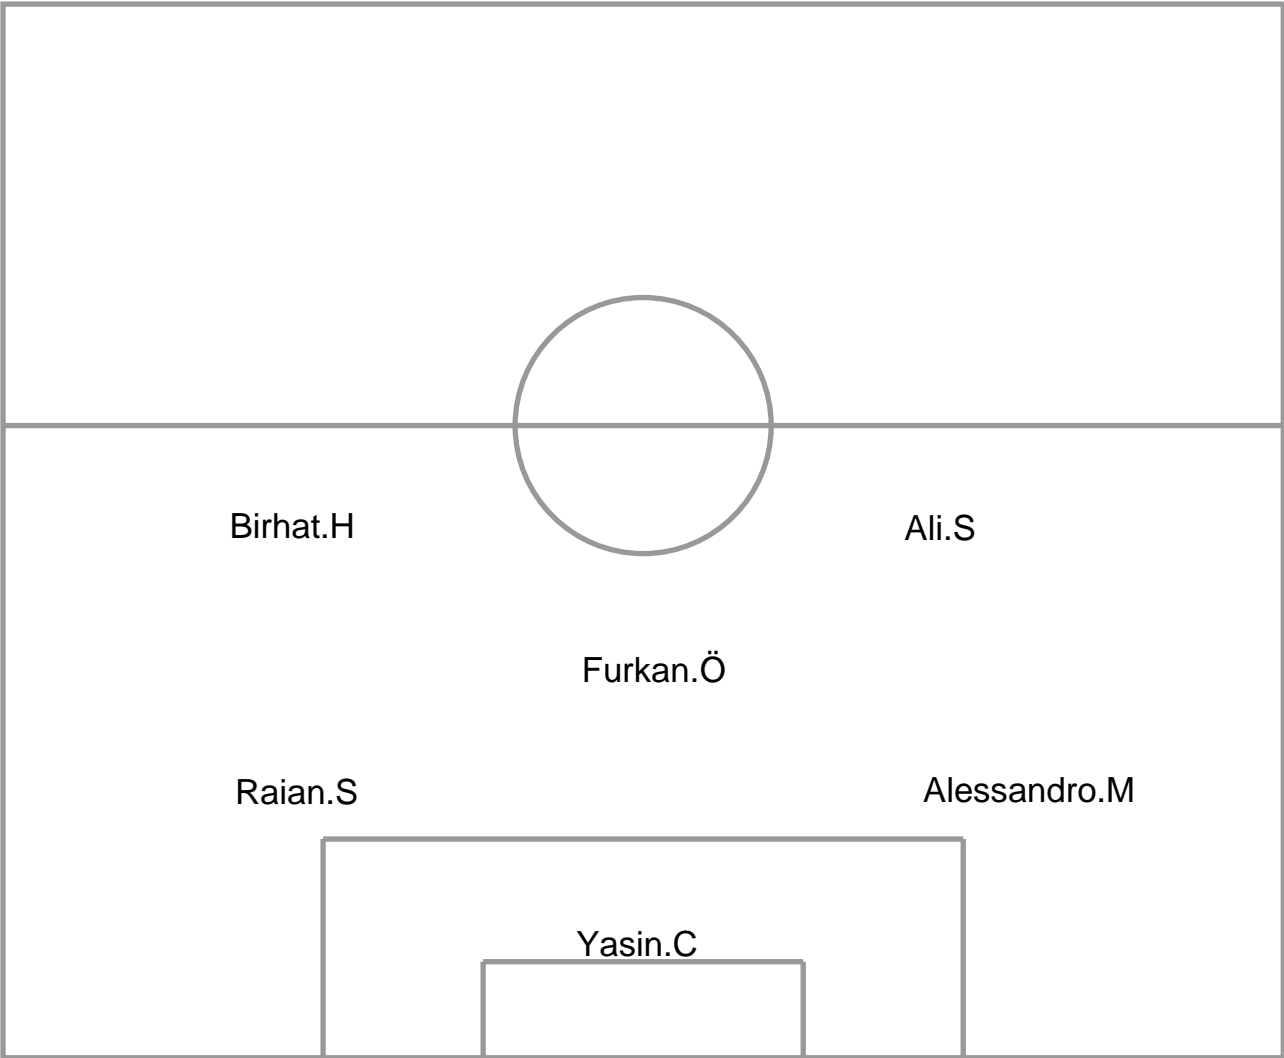 Birhat.H
Ali.S
Furkan.Ö
Raian.S
Alessandro.M
Yasin.C